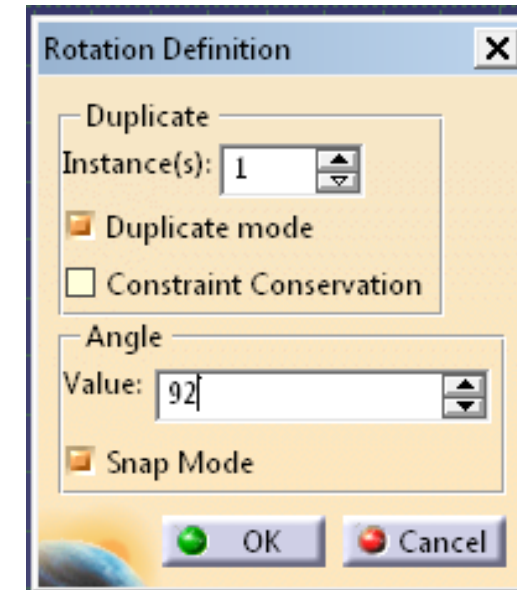 Rotation Definition
Duplicate
Instance(s): 1
Duplicate mode
Constraint Conservation
Angle
Value: 92
Snap Mode
OK Cancel